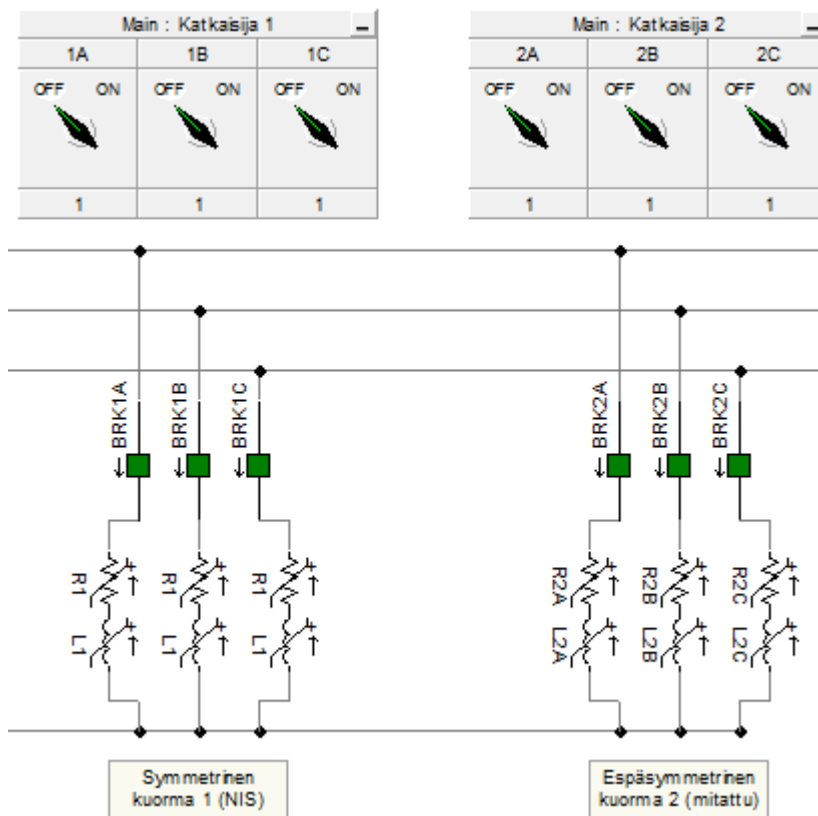 Main : Katkaisija 1
Main : Katkaisija 2
1A 1B 1C
2A 2B 2C
OFF ON OFF ON OFF ON
OFF ON OFF ON OFF ON
1 1 1
1 1 1
BRK1A BRK1B BRK1C
BRK2A BRK2B BRK2C
R1 R1 R1
R2A R2B R2C
L1 L1 L1
L2A L2B L2C
Symmetrinen
kuorma 1 (NIS)
Espäsymmetrinen
kuorma 2 (mitattu)